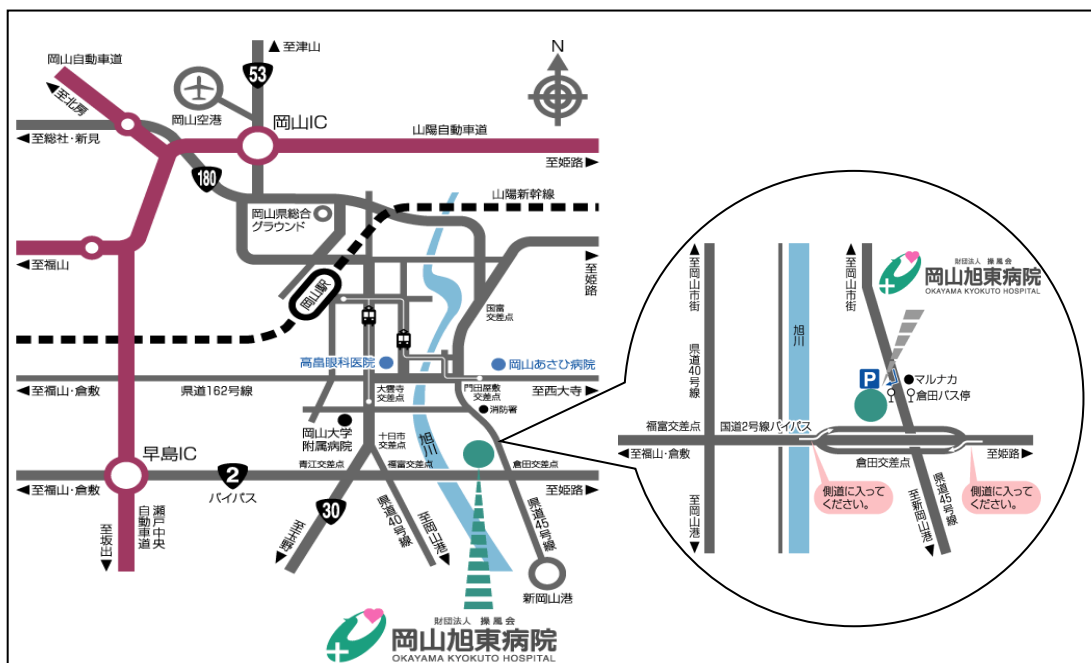 ▲至津山
岡山自動車道
53
N
▲至北房
岡山空港
岡山IC
山陽自動車道
◀至総社・新見
至姫路▶
180
山陽新幹線
岡山県総合
グラウンド
◀至福山
▼至姫路
岡山駅
国富
交差点
高畠眼科医院
岡山あさひ病院
◀至福山・倉敷
県道162号線
大雲寺
交差点
門田屋敷
交差点
至西大寺▶
消防署
岡山大学
附属病院
十日市
交差点
旭川
早島IC
青江交差点
福富交差点
倉田交差点
2
バイパス
◀至福山・倉敷
至姫路▶
30
県道40号線
県道45号線
瀬戸中央
自動車道
至坂出▼
至玉野▼
至岡山港▼
新岡山港
財団法人 操風会
岡山旭東病院
OKAYAMA KYOKUTO HOSPITAL
▲至岡山市街
▲至岡山市街
財団法人 操風会
岡山旭東病院
OKAYAMA KYOKUTO HOSPITAL
旭川
県道40号線
P
マルナカ
倉田バス停
福富交差点
国道2号線バイパス
◀至福山・倉敷
倉田交差点
至姫路▶
側道に入って
ください。
側道に入って
ください。
至岡山港▼
県道45号線
至新岡山港▼